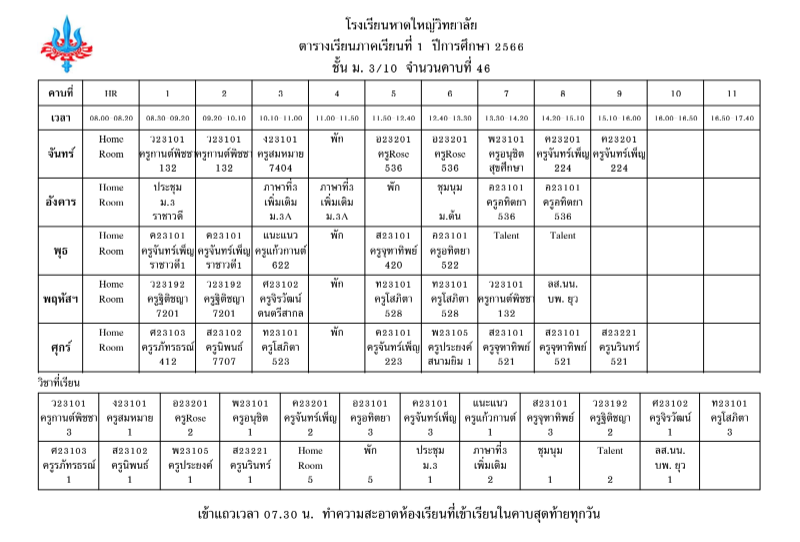 โรงเรียนหาดใหญ่วิทยาลัย
ตารางเรียนภาคเรียนที่ 1 ปีการศึกษา 2566
ชั้น ม. 3/10 จำนวนคาบที่ 46
คาบที่ HR 1 2 3 4 5 6 7 8 9 10 11
เวลา 08.00-08.20 08.30-09.20 09.20-10.10 10.10-11.00 11.00-11.50 11.50-12.40 12.40-13.30 13.30-14.20 14.20-15.10 15.10-16.00 16.00-16.50 16.50-17.40
จันทร์ Home ว23101 ว23101 ง23101 พัก อ23201 อ23201 พ23101 ค23201 ค23201
Room ครูกานต์พิชชา ครูกานต์พิชชา ครูสมหมาย ครูRose ครูRose ครูอนุชิต ครูจันทร์เพ็ญ ครูจันทร์เพ็ญ
132 132 7404 536 536 สุขศึกษา 224 224
อังคาร Home ประชุม ภาษาที่3 ภาษาที่3 พัก ชุมนุม อ23101 อ23101
Room ม.3 เพิ่มเติม เพิ่มเติม ครูอทิตยา ครูอทิตยา
ราชาวดี ม.3A ม.3A ม.ต้น 536 536
พุธ Home ค23101 ค23101 แนะแนว พัก ส23101 อ23101 Talent Talent
Room ครูจันทร์เพ็ญ ครูจันทร์เพ็ญ ครูแก้วกานต์ ครูจุฑาทิพย์ ครูอทิตยา
ราชาวดี1 ราชาวดี1 622 420 522
พฤหัสฯ Home ว23192 ว23192 ศ23102 พัก ท23101 ท23101 ว23101 ลส.นน.
Room ครูฐิติชญา ครูฐิติชญา ครูจิรวัฒน์ ครูโสภิตา ครูโสภิตา ครูกานต์พิชชา บพ. ยุว
7201 7201 ดนตรีสากล 528 528 132
ศุกร์ Home ศ23103 ส23102 ท23101 พัก ค23101 พ23105 ส23101 ส23101 ส23221
Room ครูรภัทรธรณ์ ครูนิพนธ์ ครูโสภิตา ครูจันทร์เพ็ญ ครูประยงค์ ครูจุฑาทิพย์ ครูจุฑาทิพย์ ครูนรินทร์
412 7707 523 223 สนามยิม 1 521 521 521
วิชาที่เรียน
ว23101 ง23101 อ23201 พ23101 ค23201 อ23101 ค23101 แนะแนว ส23101 ว23192 ศ23102 ท23101
ครูกานต์พิชชา ครูสมหมาย ครูRose ครูอนุชิต ครูจันทร์เพ็ญ ครูอทิตยา ครูจันทร์เพ็ญ ครูแก้วกานต์ ครูจุฑาทิพย์ ครูฐิติชญา ครูจิรวัฒน์ ครูโสภิตา
3 1 2 1 2 3 3 1 3 2 1 3
ศ23103 ส23102 พ23105 ส23221 Home พัก ประชุม ภาษาที่3 ชุมนุม Talent ลส.นน.
ครูรภัทรธรณ์ ครูนิพนธ์ ครูประยงค์ ครูนรินทร์ Room ม.3 เพิ่มเติม บพ. ยุว
1 1 1 1 5 5 1 2 1 2 1
เข้าแถวเวลา 07.30 น. ทำความสะอาดห้องเรียนที่เข้าเรียนในคาบสุดท้ายทุกวัน